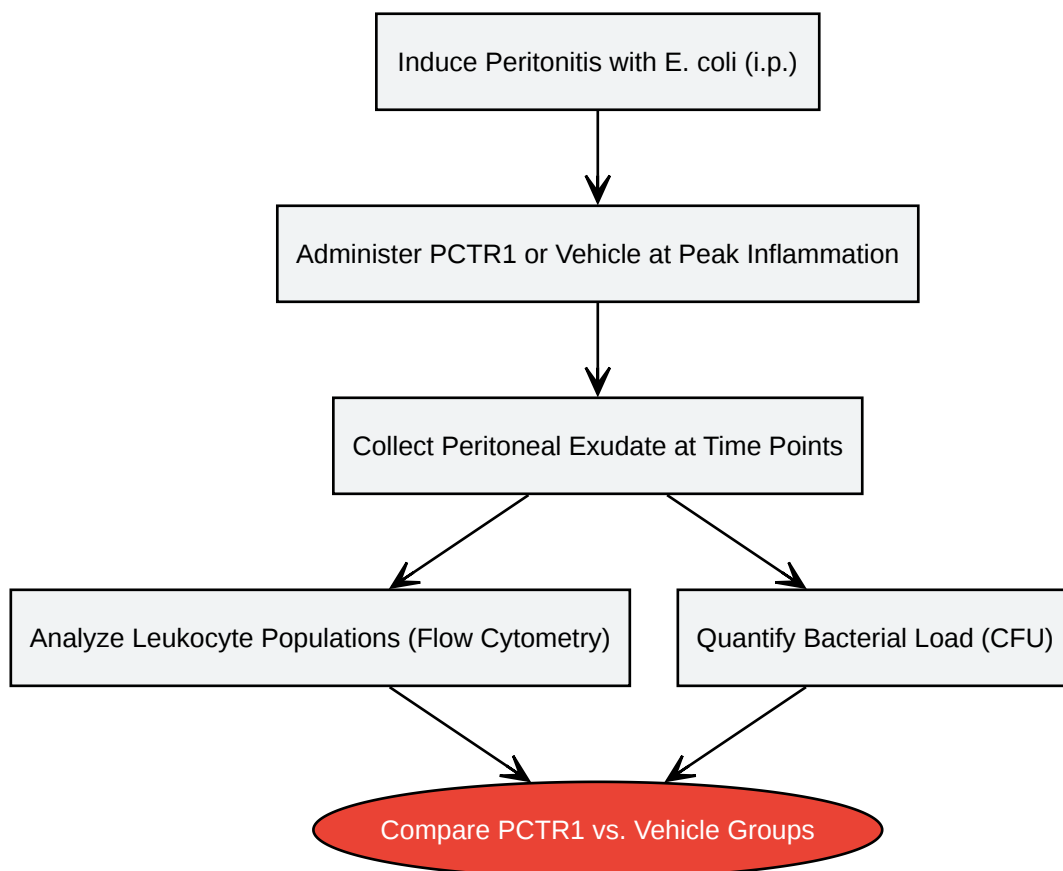 Induce Peritonitis with E. coli (i.p.)
Administer PCTR1 or Vehicle at Peak Inflammation
Collect Peritoneal Exudate at Time Points
Analyze Leukocyte Populations (Flow Cytometry)
Quantify Bacterial Load (CFU)
Compare PCTR1 vs. Vehicle Groups